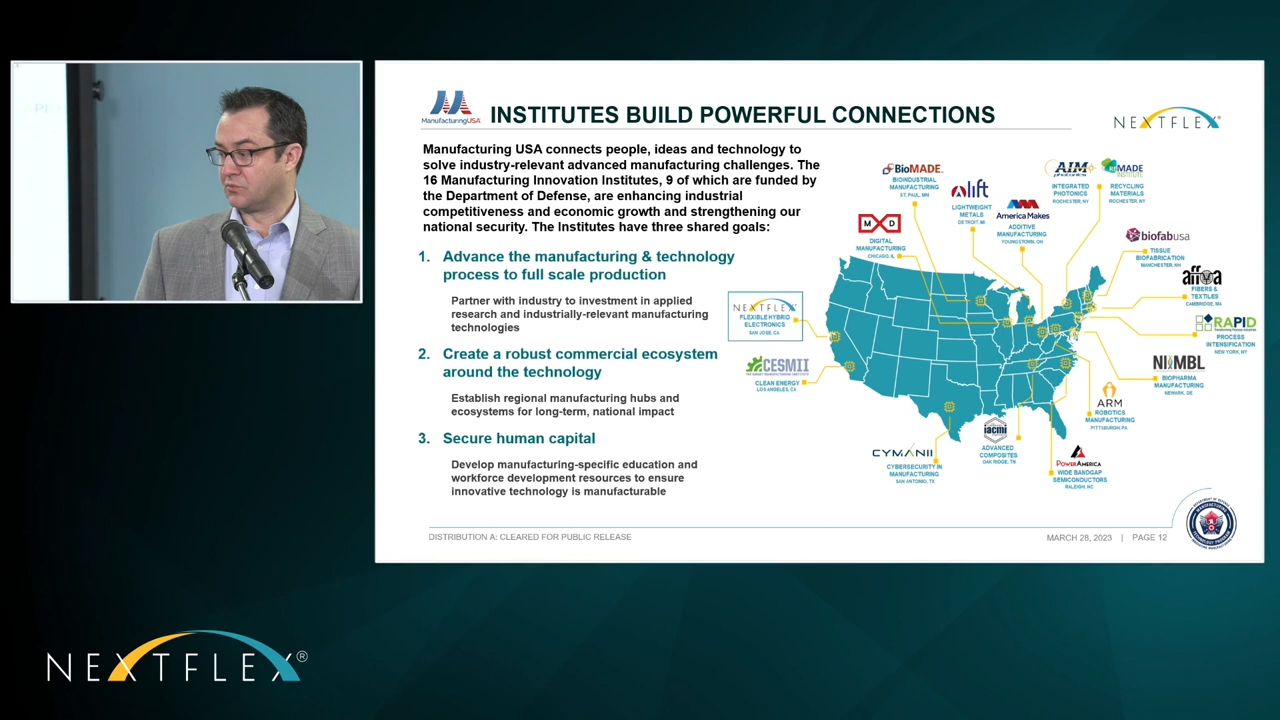 ManufacturingUSA
INSTITUTES BUILD POWERFUL CONNECTIONS
NEXTFLEX®
Manufacturing USA connects people, ideas and technology to
solve industry-relevant advanced manufacturing challenges. The
16 Manufacturing Innovation Institutes, 9 of which are funded by
the Department of Defense, are enhancing industrial
competitiveness and economic growth and strengthening our
national security. The Institutes have three shared goals:
1. Advance the manufacturing & technology
process to full scale production
Partner with industry to investment in applied
research and industrially-relevant manufacturing
technologies
2. Create a robust commercial ecosystem
around the technology
Establish regional manufacturing hubs and
ecosystems for long-term, national impact
3. Secure human capital
Develop manufacturing-specific education and
workforce development resources to ensure
innovative technology is manufacturable
BioMADE
BIOINDUSTRIAL
MANUFACTURING
ST. PAUL, MN
alift
LIGHTWEIGHT
METALS
DETROIT, MI
America Makes
ADDITIVE
MANUFACTURING
YOUNGSTOWN, OH
AIM
photonics
INTEGRATED
PHOTONICS
ROCHESTER, NY
REMADE
INSTITUTE
RECYCLING
MATERIALS
ROCHESTER, NY
M D
DIGITAL
MANUFACTURING
CHICAGO, IL
biofabusa
TISSUE
BIOFABRICATION
MANCHESTER, NH
affoa
FIBERS &
TEXTILES
CAMBRIDGE, MA
NEXTFLEX®
FLEXIBLE HYBRID
ELECTRONICS
SAN JOSE, CA
RAPID
PROCESS
INTENSIFICATION
NEW YORK, NY
CESMII
CLEAN ENERGY
LOS ANGELES, CA
NIIMBL
BIOPHARMA
MANUFACTURING
NEWARK, DE
ARM
ROBOTICS
MANUFACTURING
PITTSBURGH, PA
iacmi
ADVANCED
COMPOSITES
OAK RIDGE, TN
CYMANII
CYBERSECURITY IN
MANUFACTURING
SAN ANTONIO, TX
POWERAMERICA
WIDE BANDGAP
SEMICONDUCTORS
RALEIGH, NC
DISTRIBUTION A: CLEARED FOR PUBLIC RELEASE
MARCH 28, 2023 | PAGE 12
NEXTFLEX®